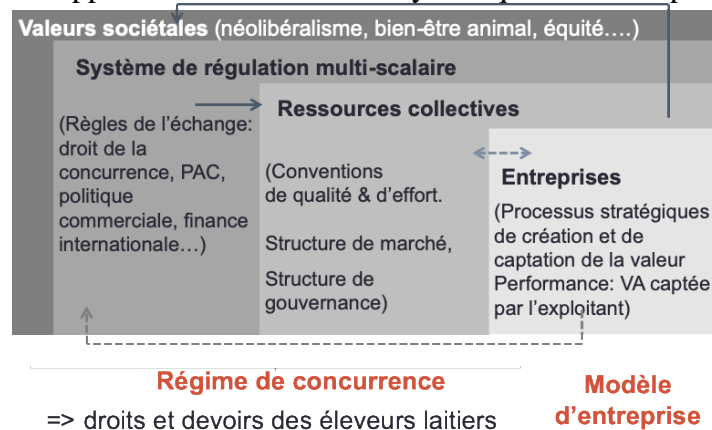 Valeurs sociétales (néolibéralisme, bien-être animal, équité….)
Système de régulation multi-scalaire
(Règles de l’échange:
droit de la
concurrence, PAC,
politique
commerciale, finance
internationale…)
Ressources collectives
(Conventions
de qualité & d’effort.
Structure de marché,
Structure de
gouvernance)
Entreprises
(Processus stratégiques
de création et de
captation de la valeur
Performance: VA captée
par l’exploitant)
Régime de concurrence
=> droits et devoirs des éleveurs laitiers
Modèle
d’entreprise